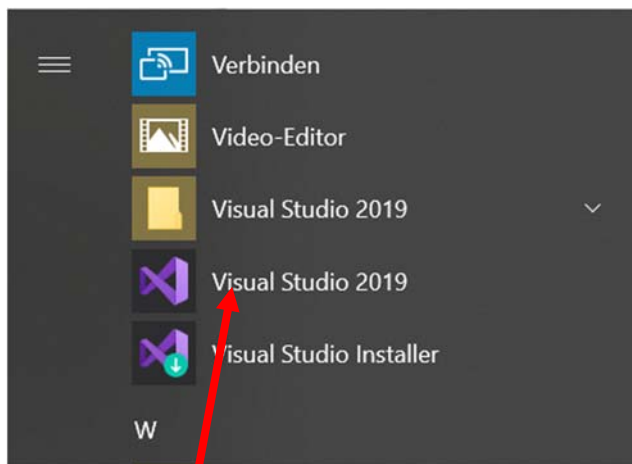 Verbinden
Video-Editor
Visual Studio 2019
Visual Studio 2019
Visual Studio Installer
W